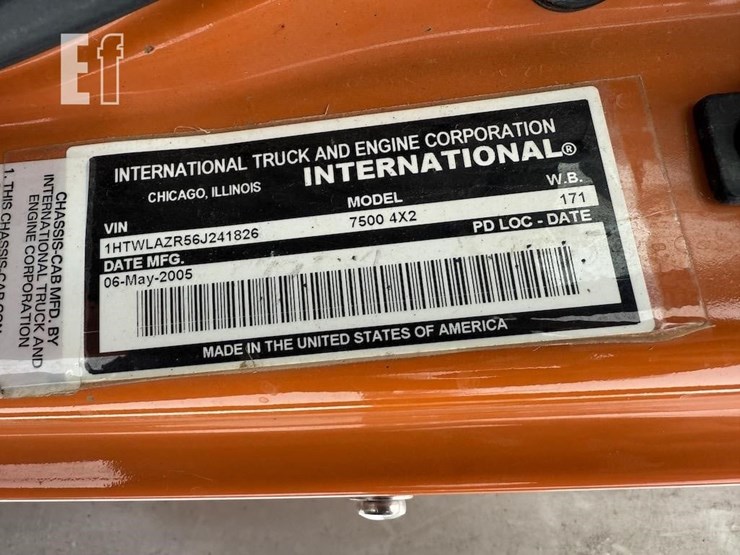 Ef
INTERNATIONAL TRUCK AND ENGINE CORPORATION
CHICAGO, ILLINOIS INTERNATIONAL®
VIN MODEL W.B.
1HTWLAZR56J241826 7500 4X2 171
DATE MFG. PD LOC - DATE
06-May-2005
MADE IN THE UNITED STATES OF AMERICA
CHASSIS-CAB MFD. BY
INTERNATIONAL TRUCK AND
ENGINE CORPORATION
1. THIS CHASSIS-CAB